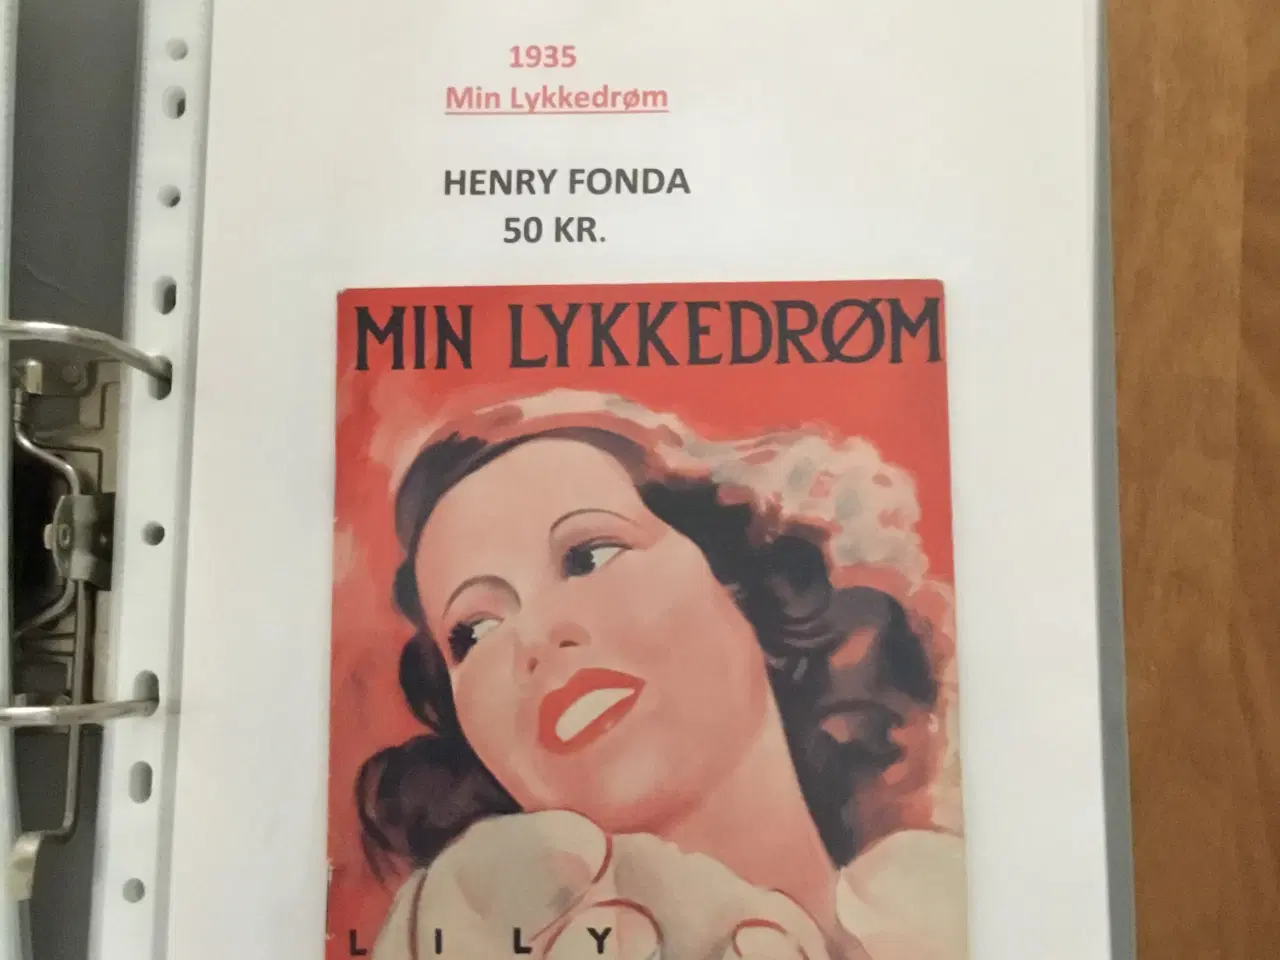 1935
Min Lykkedrøm
HENRY FONDA
50 KR.
MIN LYKKEDRØM
LILY